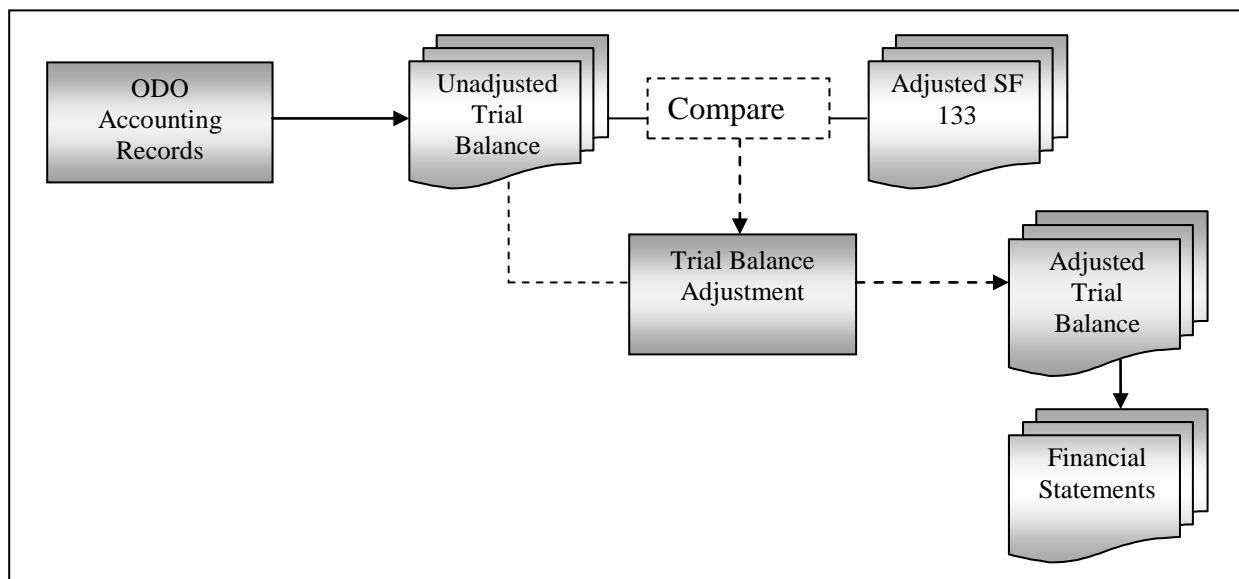 ODO
Accounting
Records
Unadjusted
Trial
Balance
Compare
Adjusted SF
133
Trial Balance
Adjustment
Adjusted
Trial
Balance
Financial
Statements